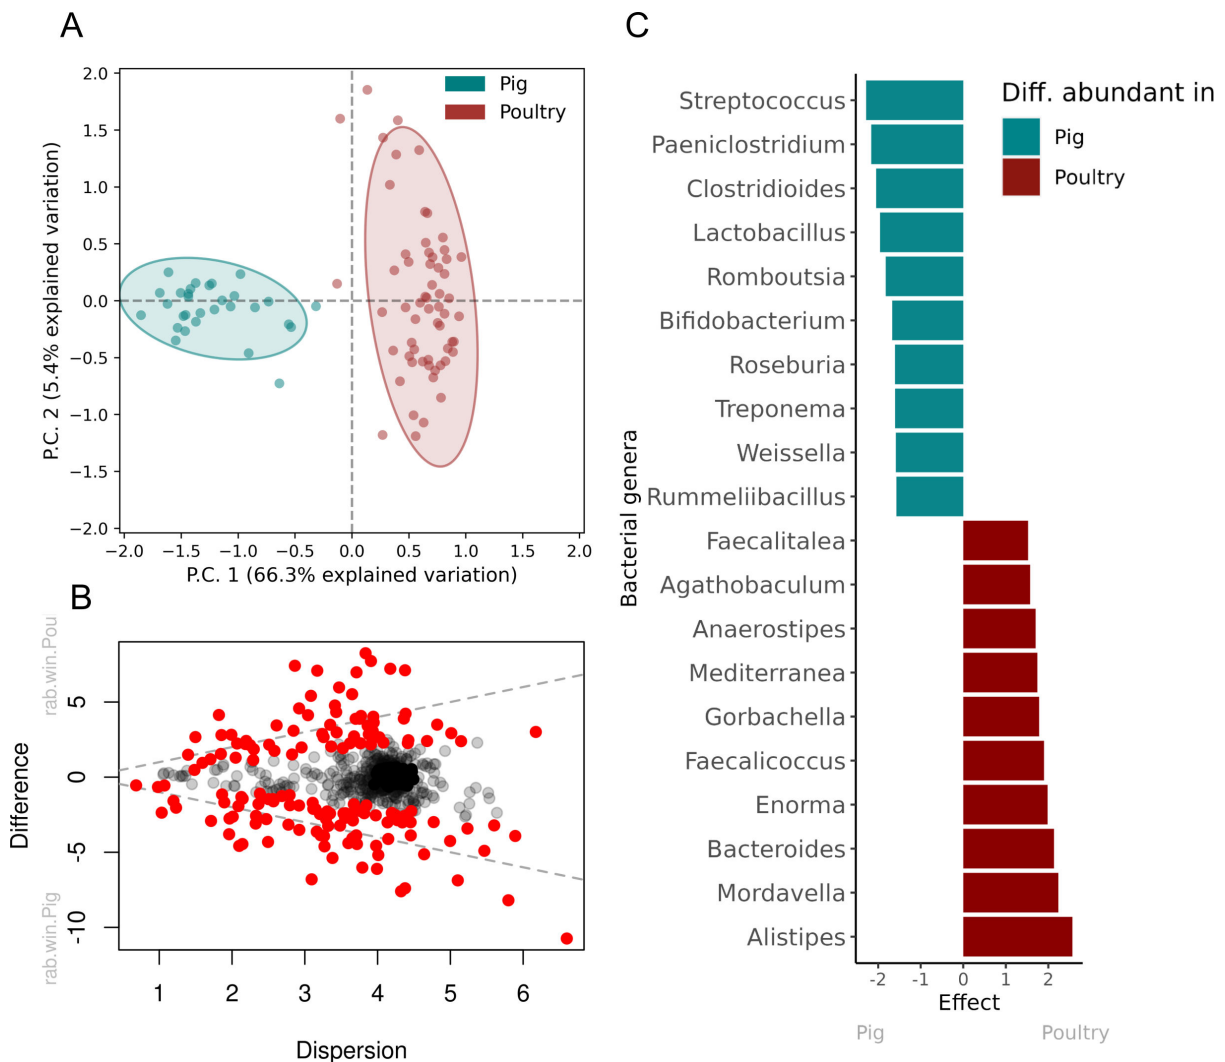 A
2.0
1.5
1.0
0.5
0.0
−0.5
−1.0
−1.5
−2.0
P.C. 2 (5.4% explained variation)
Pig
Poultry
−2.0 −1.5 −1.0 −0.5 0.0 0.5 1.0 1.5 2.0
P.C. 1 (66.3% explained variation)
B
rab.win.Pou
rab.win.Pig
Difference
5
0
-5
-10
1 2 3 4 5 6
Dispersion
C
Bacterial genera
Streptococcus
Paeniclostridium
Clostridioides
Lactobacillus
Romboutsia
Bifidobacterium
Roseburia
Treponema
Weissella
Rummeliibacillus
Faecalitalea
Agathobaculum
Anaerostipes
Mediterranea
Gorbachella
Faecalicoccus
Enorma
Bacteroides
Mordavella
Alistipes
Diff. abundant in
Pig
Poultry
-2 -1 0 1 2
Effect
Pig Poultry